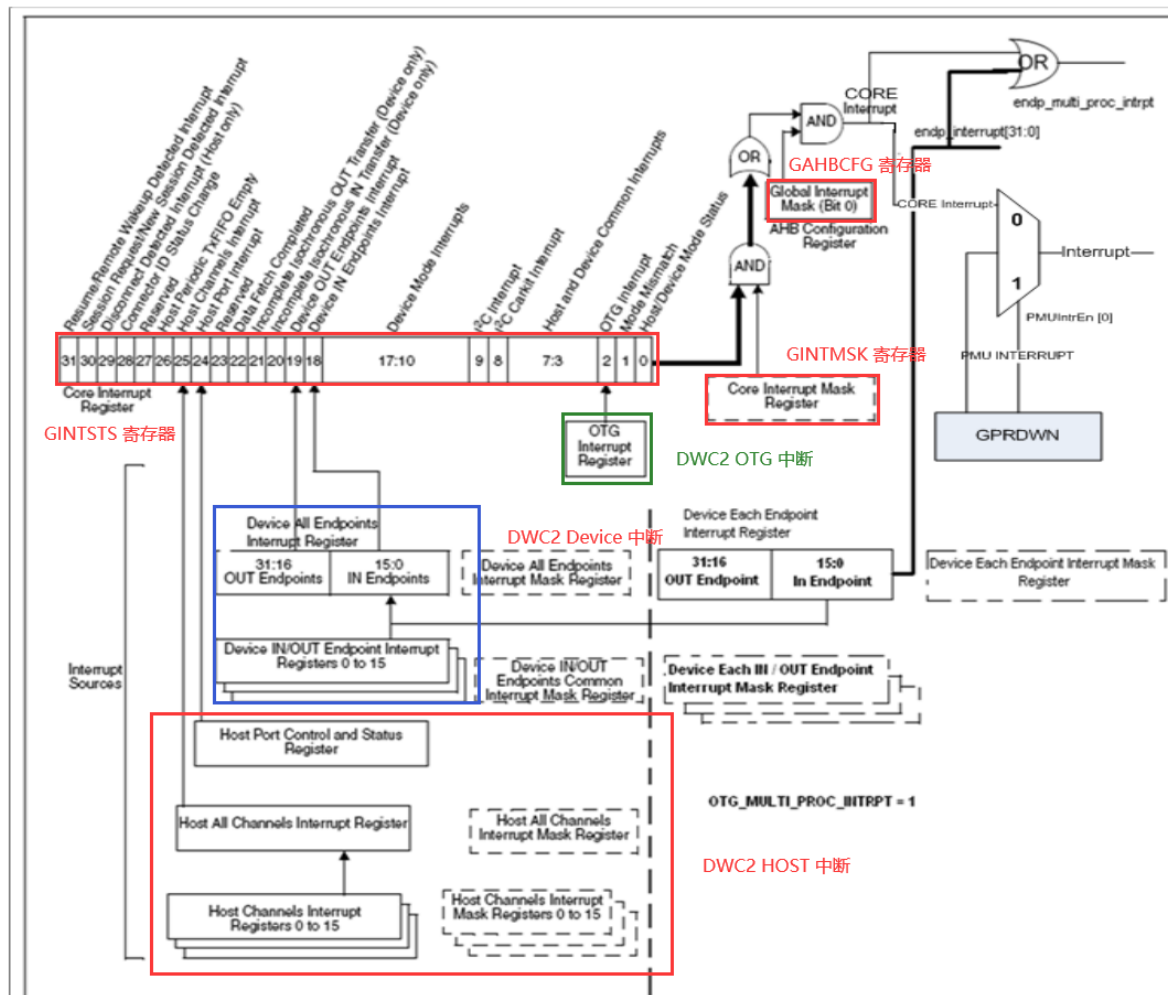 Resume/Remote Wakeup Detected Interrupt
Session Request/New Session Detected Interrupt
Disconnect Detected Interrupt (Host only)
Connector ID Status Change
Reserved
Host Periodic TxFIFO Empty
Host Channels Interrupt
Host Port Interrupt
Reserved
Data Fetch Completed
Incomplete Isochronous OUT Transfer (Device only)
Incomplete Isochronous IN Transfer (Device only)
Device OUT Endpoints Interrupt
Device IN Endpoints Interrupt
Device Mode Interrupts
I²C Interrupt
I²C Carkit Interrupt
Host and Device Common Interrupts
OTG Interrupt
Mode Mismatch
Host/Device Mode Status
31 30 29 28 27 26 25 24 23 22 21 20 19 18 17:10 9 8 7:3 2 1 0
Core Interrupt
Register
GINTSTS 寄存器
OR
endp_multi_proc_intrpt
CORE
Interrupt
AND
endp_interrupt[31:0]
OR
GAHBCFG 寄存器
Global Interrupt
Mask (Bit 0)
AHB Configuration
Register
CORE Interrupt
0
1
Interrupt
AND
PMUIntrEn [0]
PMU INTERRUPT
GINTMSK 寄存器
Core Interrupt Mask
Register
GPRDWN
OTG
Interrupt
Register
DWC2 OTG 中断
Device All Endpoints
Interrupt Register
31:16
OUT Endpoints
15:0
IN Endpoints
DWC2 Device 中断
Device All Endpoints
Interrupt Mask Register
Device Each Endpoint
Interrupt Register
31:16
OUT Endpoint
15:0
In Endpoint
Device Each Endpoint Interrupt Mask
Register
Interrupt
Sources
Device IN/OUT Endpoint Interrupt
Registers 0 to 15
Device IN/OUT
Endpoints Common
Interrupt Mask Register
Device Each IN / OUT Endpoint
Interrupt Mask Register
Host Port Control and Status
Register
Host All Channels Interrupt Register
Host All Channels
Interrupt Mask Register
OTG_MULTI_PROC_INTRPT = 1
DWC2 HOST 中断
Host Channels Interrupt
Registers 0 to 15
Host Channels Interrupt
Mask Registers 0 to 15